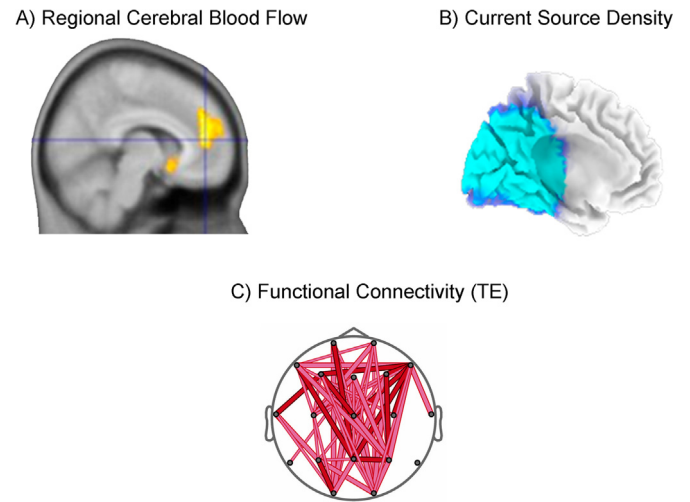 A) Regional Cerebral Blood Flow
B) Current Source Density
C) Functional Connectivity (TE)